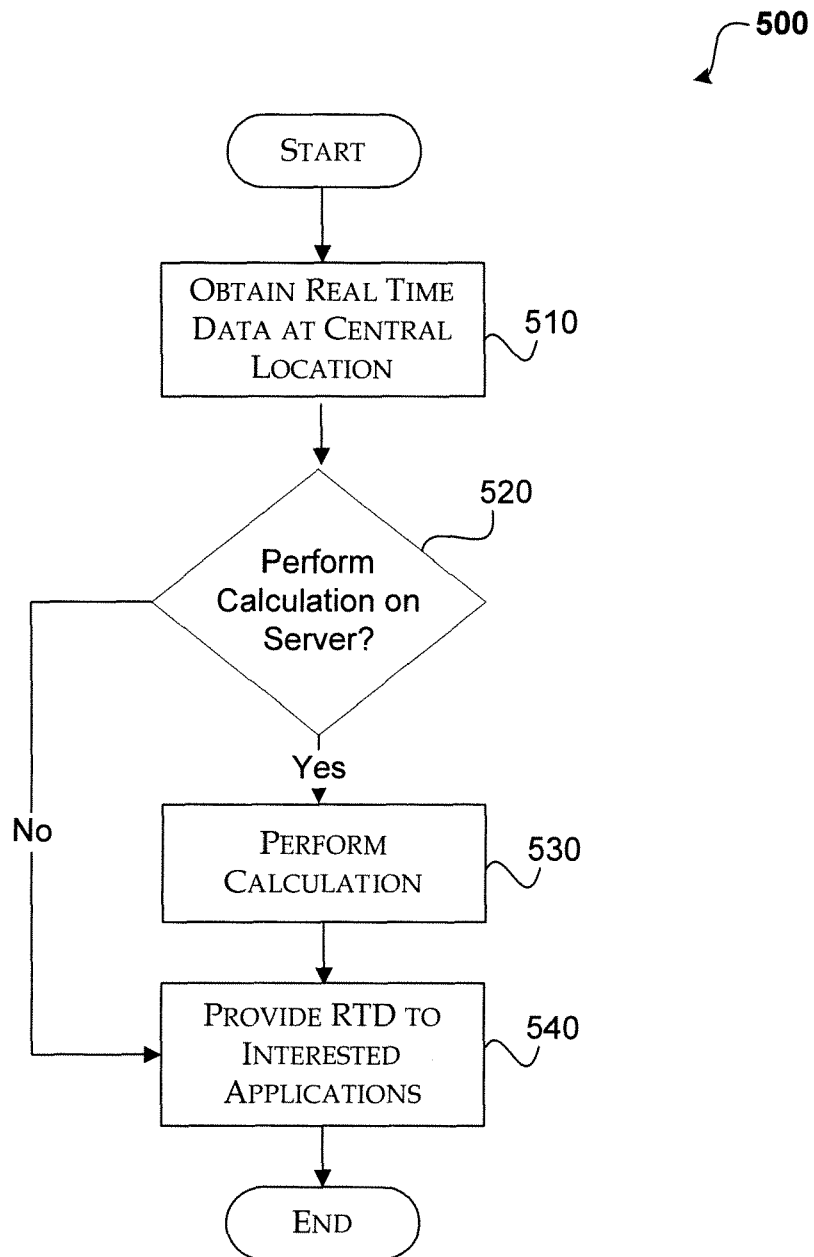 500
START
OBTAIN REAL TIME
DATA AT CENTRAL
LOCATION
510
520
Perform
Calculation on
Server?
Yes
No
PERFORM
CALCULATION
530
PROVIDE RTD TO
INTERESTED
APPLICATIONS
540
END